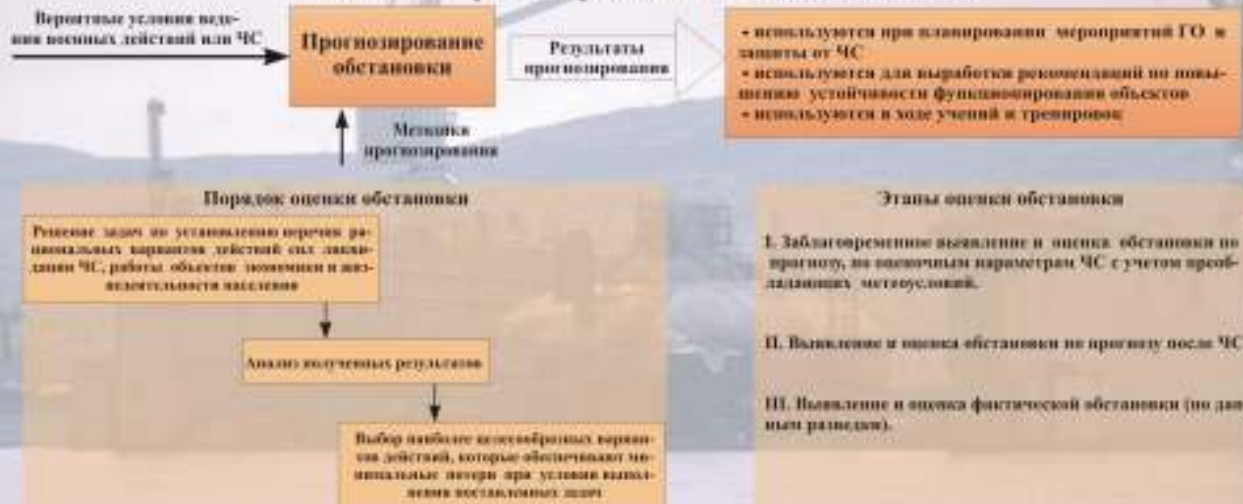 Вероятные условия веде-
ния военных действий или ЧС
Прогнозирование
обстановки
Результаты
прогнозирования
• используются при планировании мероприятий ГО и
защиты от ЧС
• используются для выработки рекомендаций по повы-
шению устойчивости функционирования объектов
• используются в ходе учений и тренировок
Методика
прогнозирования
Порядок оценки обстановки
Решение задач по установлению перечня ра-
циональных вариантов действий сил ликви-
дации ЧС, работы объектов экономики и жиз-
недеятельности населения
Анализ полученных результатов
Выбор наиболее целесообразных вариан-
тов действий, которые обеспечивают ми-
нимальные потери при условии выпол-
нения поставленных задач
Этапы оценки обстановки
I. Заблаговременное выявление и оценка обстановки по
прогнозу, по оценочным параметрам ЧС с учетом преоб-
ладающих метеоусловий.
II. Выявление и оценка обстановки по прогнозу после ЧС
III. Выявление и оценка фактической обстановки (по дан
ным разведки).